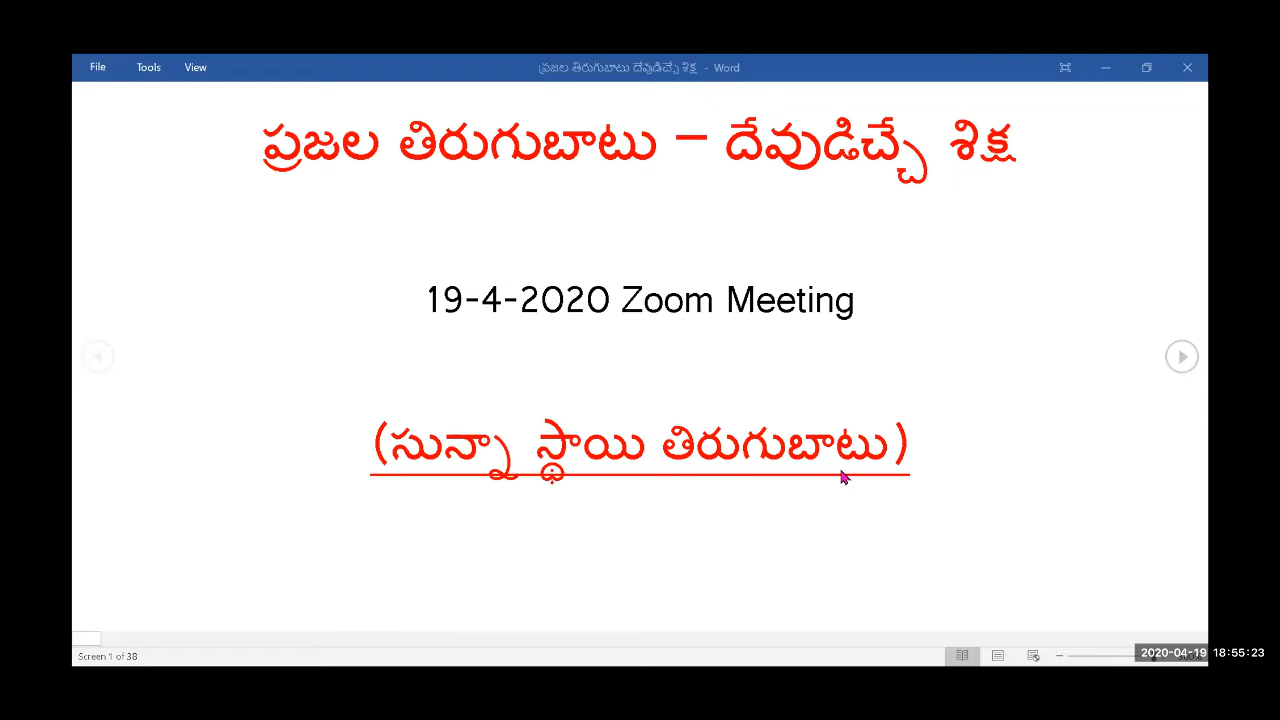 File Tools View ప్రజల తిరుగుబాటు దేవుడిచ్చే శిక్ష - Word
ప్రజల తిరుగుబాటు – దేవుడిచ్చే శిక్ష
19-4-2020 Zoom Meeting
(సున్నా స్థాయి తిరుగుబాటు)
Screen 1 of 38
2020-04-19 18:55:23